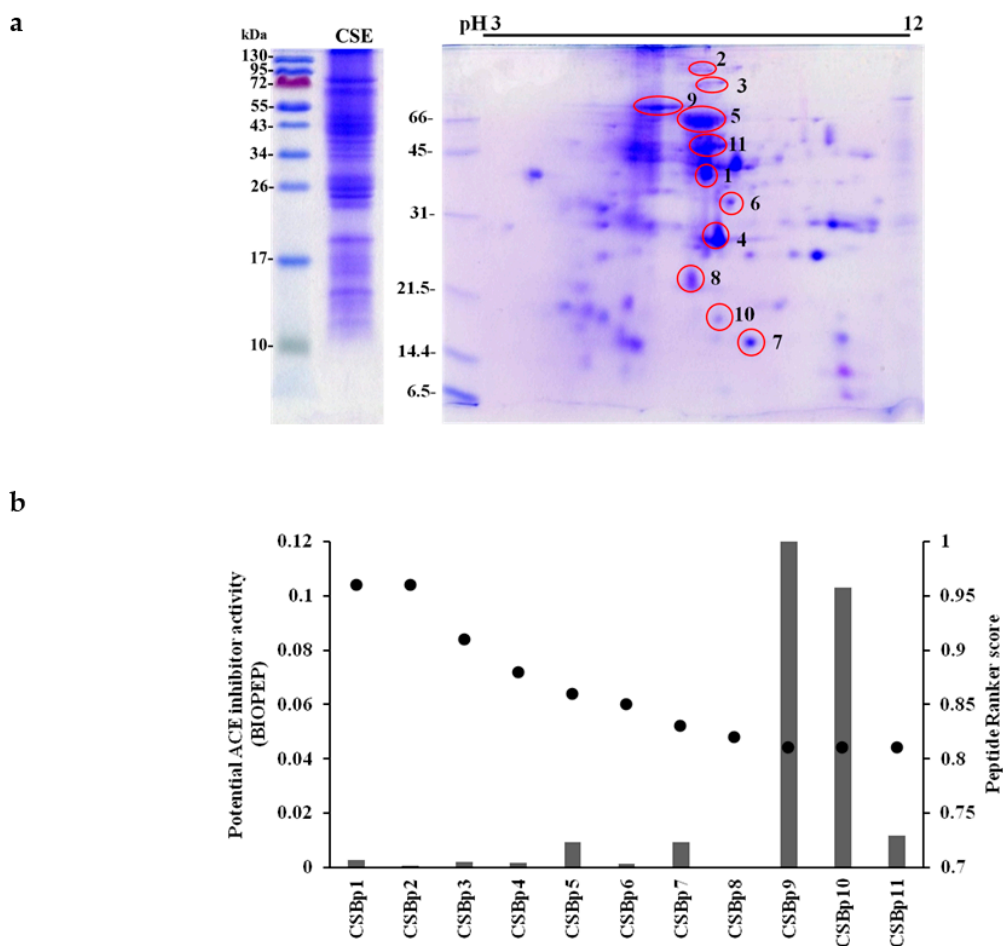 a
pH 3
12
kDa
CSE
130-
95-
72-
55-
43-
34-
26-
17-
10-
66-
45-
31-
21.5-
14.4-
6.5-
2
3
9
5
11
1
6
4
8
10
7
b
Potential ACE inhibitor activity
(BIOPEP)
0.12
0.1
0.08
0.06
0.04
0.02
0
1
0.95
0.9
0.85
0.8
0.75
0.7
PeptideRanker score
CSBp1
CSBp2
CSBp3
CSBp4
CSBp5
CSBp6
CSBp7
CSBp8
CSBp9
CSBp10
CSBp11